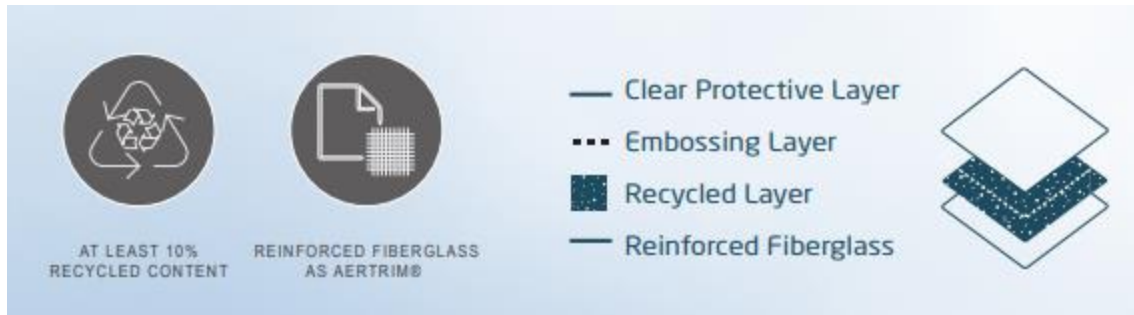 AT LEAST 10%
RECYCLED CONTENT
REINFORCED FIBERGLASS
AS AERTRIM®
Clear Protective Layer
Embossing Layer
Recycled Layer
Reinforced Fiberglass